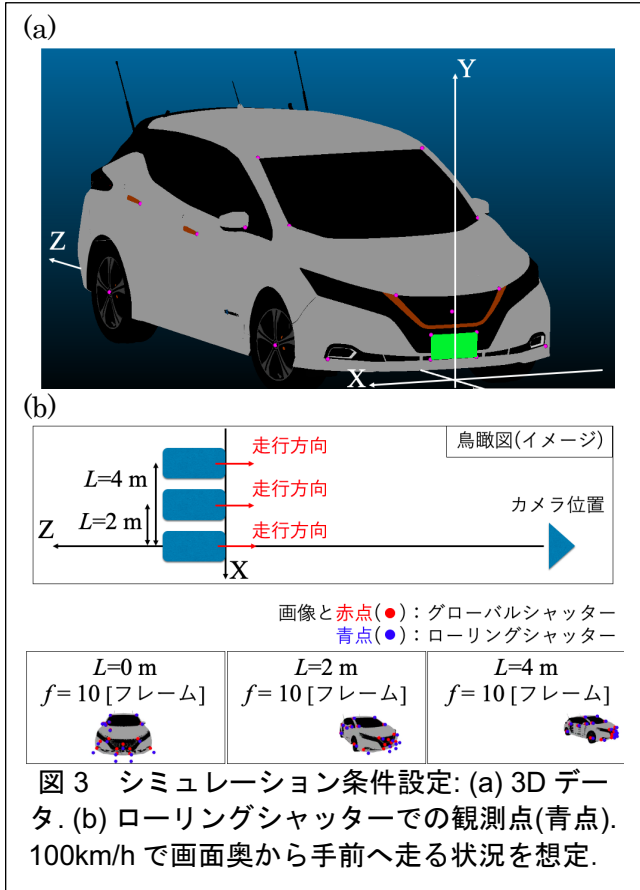 (a)
Y
Z
X
(b)
鳥瞰図(イメージ)
走行方向
L=4 m
走行方向
カメラ位置
L=2 m
Z
走行方向
X
画像と赤点(●)：グローバルシャッター
青点(●)：ローリングシャッター
L=0 m
f = 10 [フレーム]
L=2 m
f = 10 [フレーム]
L=4 m
f = 10 [フレーム]
図 3　シミュレーション条件設定: (a) 3D デー
タ. (b) ローリングシャッターでの観測点(青点).
100km/h で画面奥から手前へ走る状況を想定.